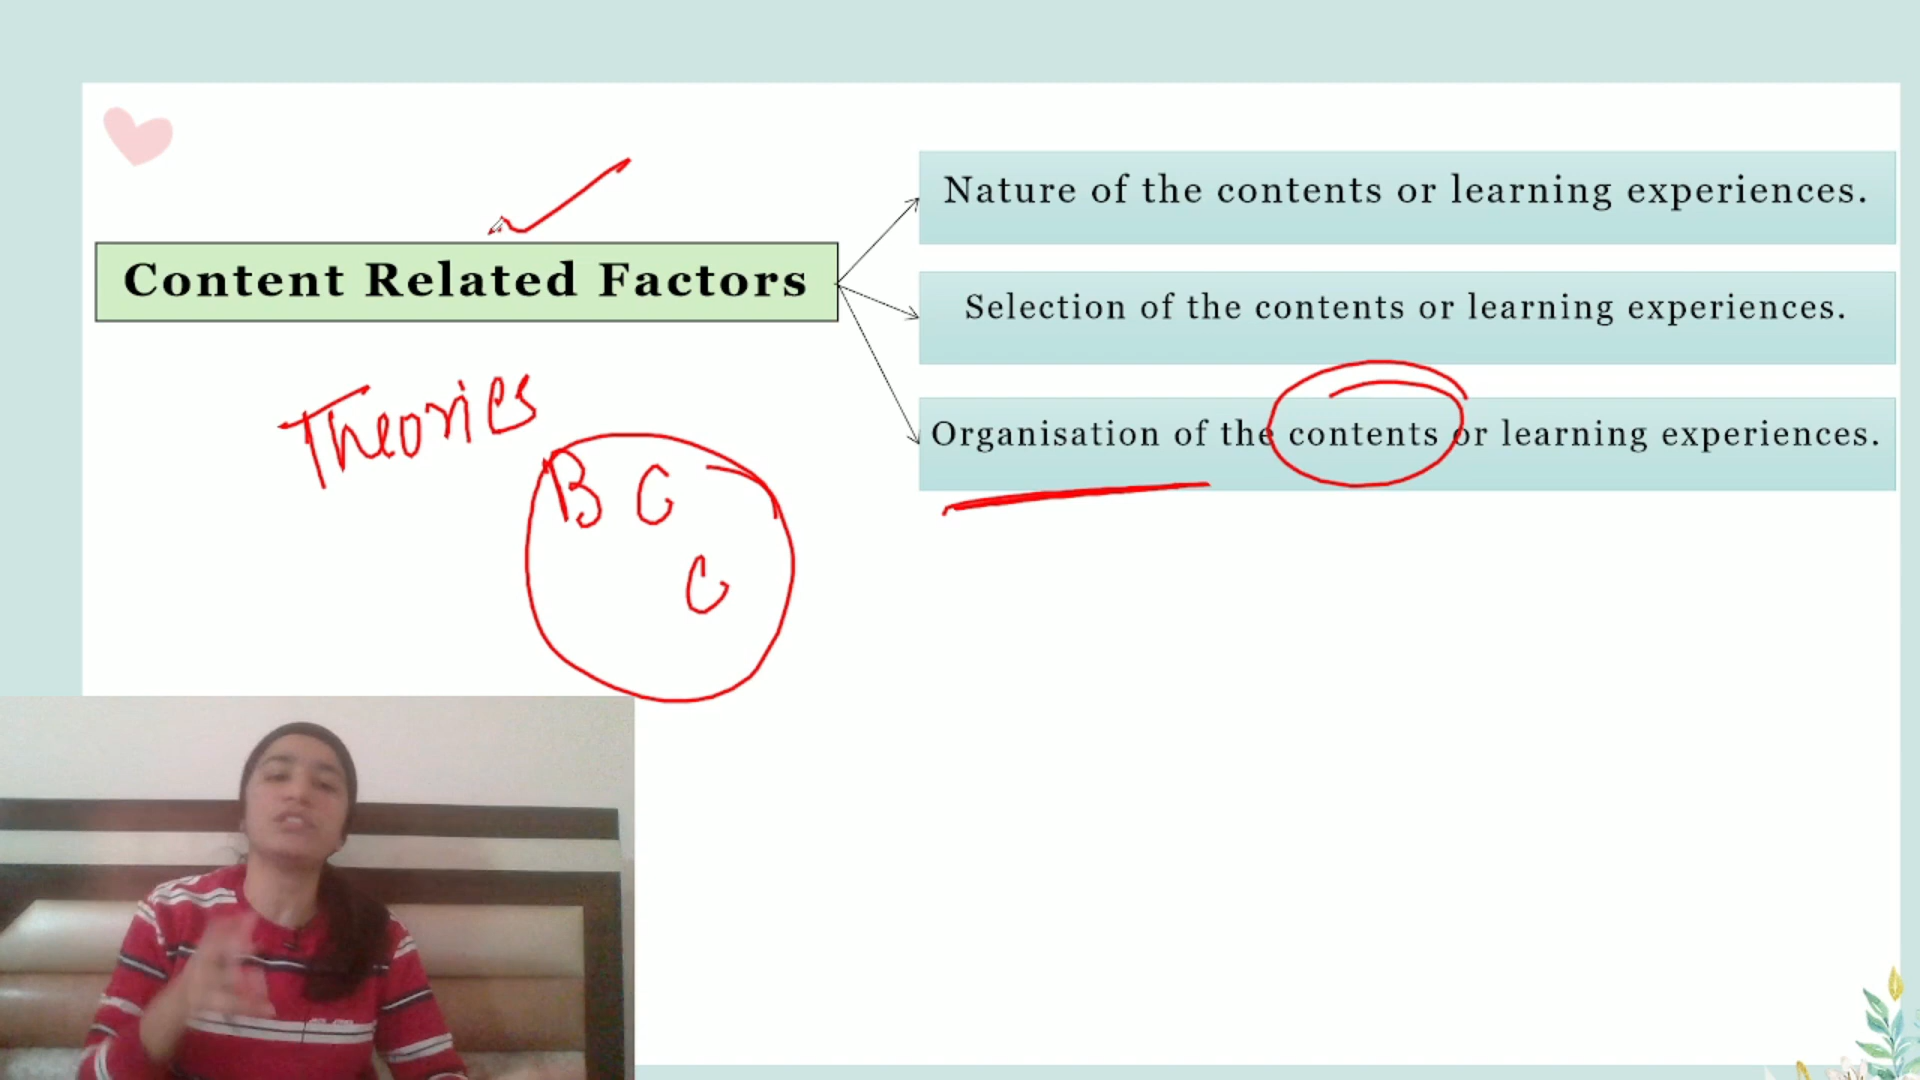 Nature of the contents or learning experiences.
Content Related Factors
Selection of the contents or learning experiences.
Organisation of the contents or learning experiences.
Theories
B C
C